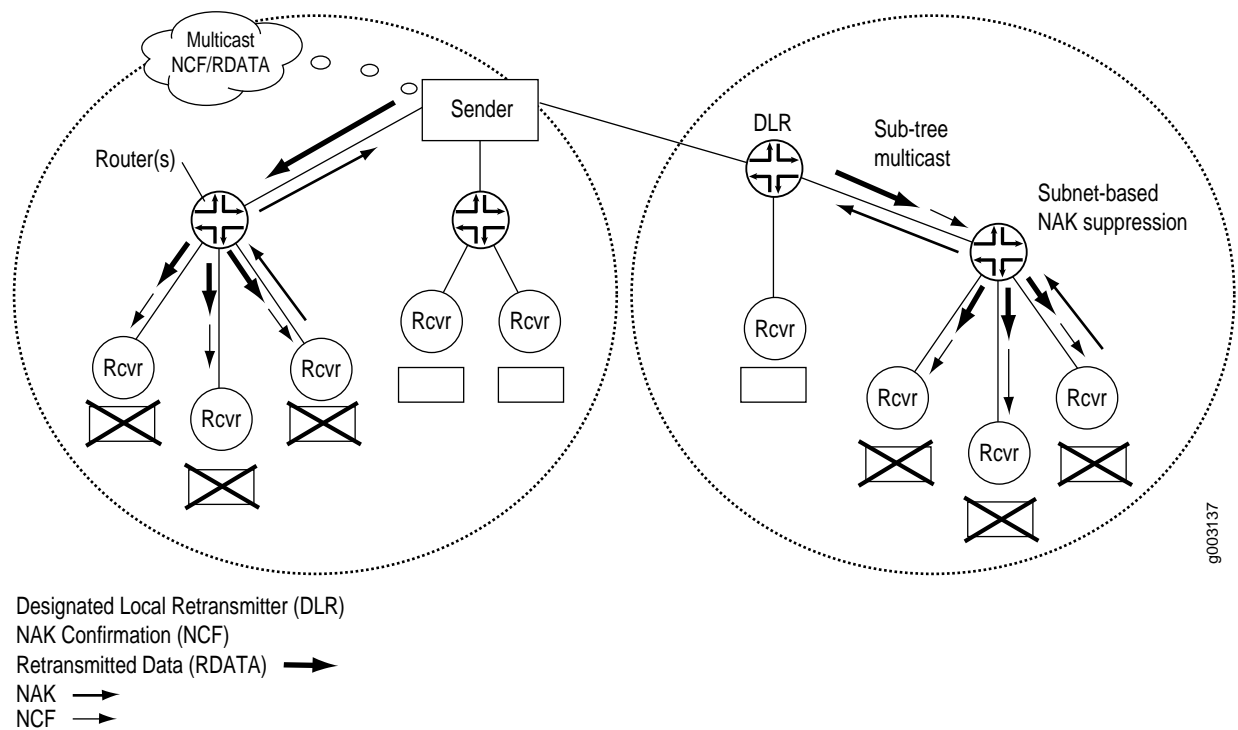 Multicast
NCF/RDATA
Sender
Router(s)
DLR
Sub-tree
multicast
Subnet-based
NAK suppression
Rcvr
Rcvr
Rcvr
Rcvr
Rcvr
Rcvr
Rcvr
Rcvr
Rcvr
g003137
Designated Local Retransmitter (DLR)
NAK Confirmation (NCF)
Retransmitted Data (RDATA)
NAK
NCF